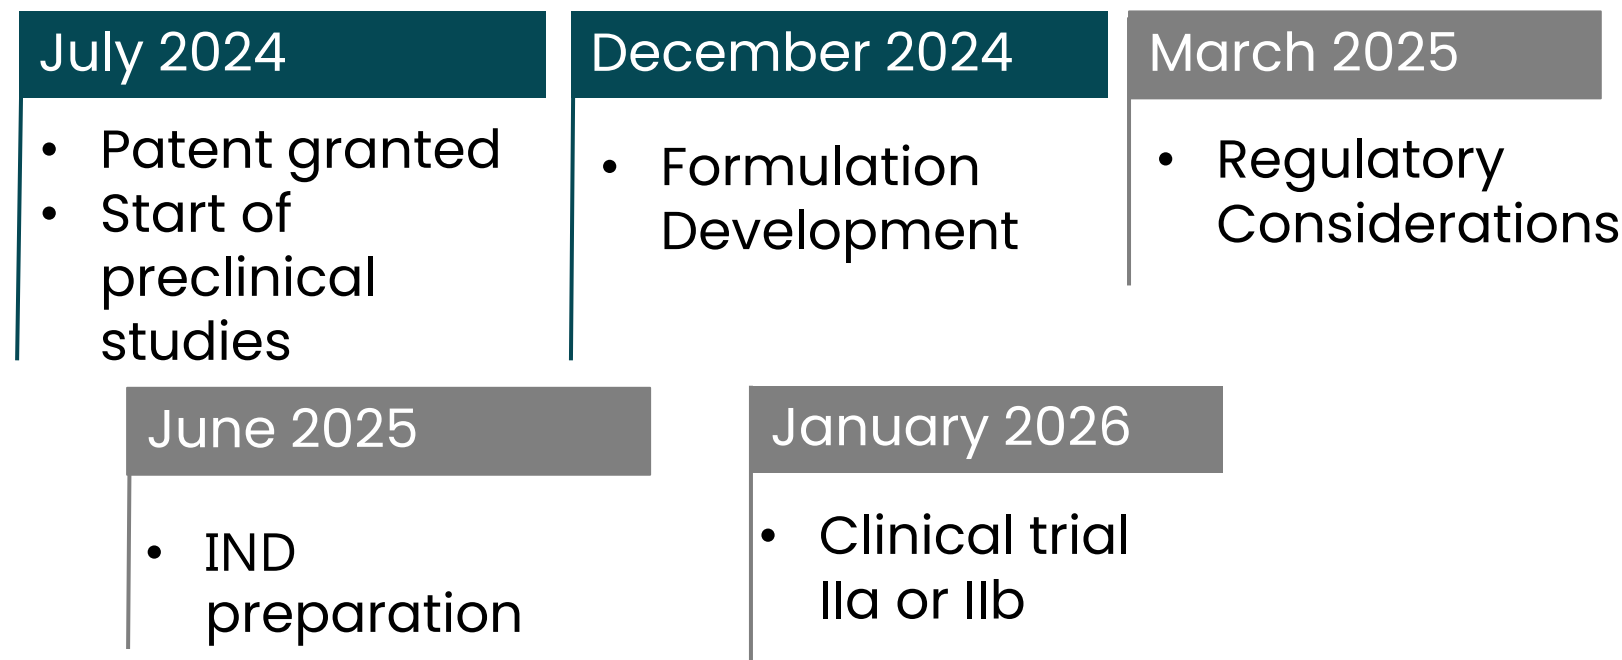 July 2024
• Patent granted
• Start of
preclinical
studies
December 2024
• Formulation
Development
March 2025
• Regulatory
Considerations
June 2025
• IND
preparation
January 2026
• Clinical trial
IIa or IIb